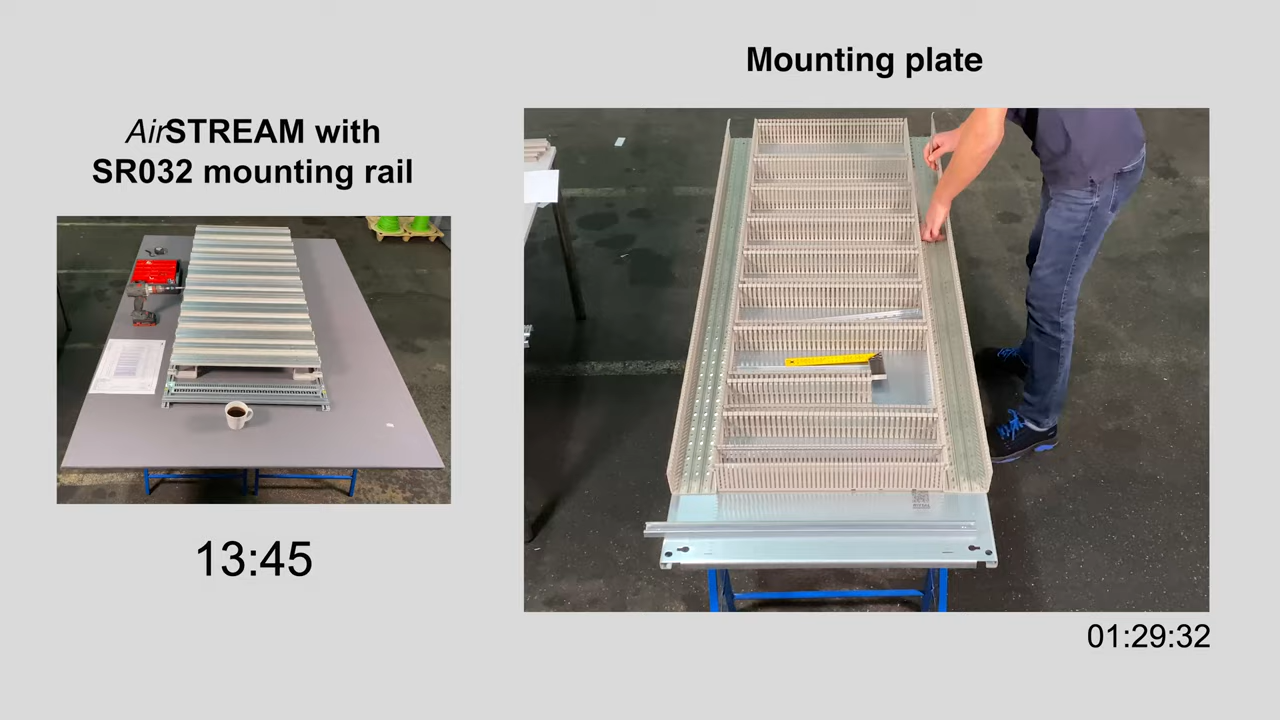 Mounting plate
AirSTREAM with
SR032 mounting rail
13:45
01:29:32